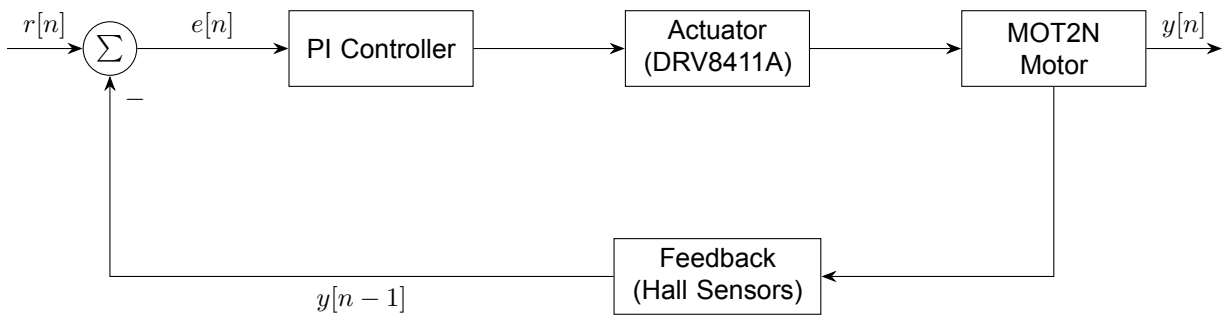 r[n]
∑
e[n]
PI Controller
Actuator
(DRV8411A)
MOT2N
Motor
y[n]
−
Feedback
(Hall Sensors)
y[n − 1]